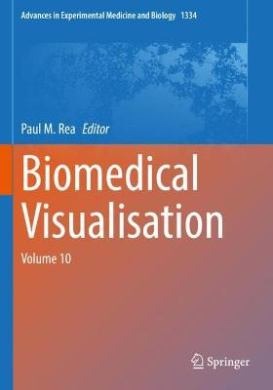 Advances in Experimental Medicine and Biology 1334
Paul M. Rea Editor
Biomedical
Visualisation
Volume 10
Springer